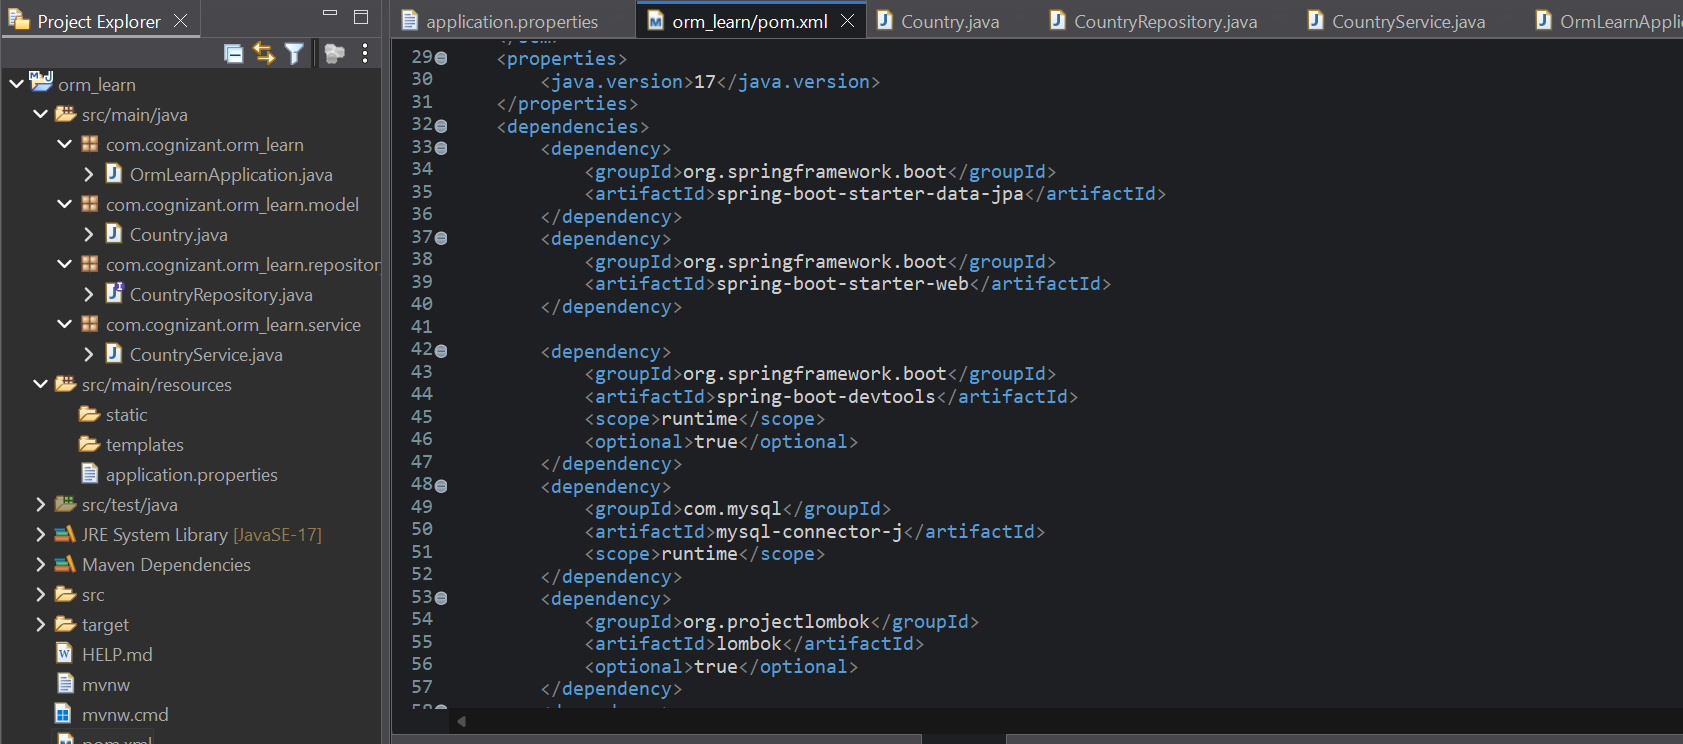 Project Explorer
orm_learn
src/main/java
com.cognizant.orm_learn
OrmLearnApplication.java
com.cognizant.orm_learn.model
Country.java
com.cognizant.orm_learn.repositor
CountryRepository.java
com.cognizant.orm_learn.service
CountryService.java
src/main/resources
static
templates
application.properties
src/test/java
JRE System Library [JavaSE-17]
Maven Dependencies
src
target
HELP.md
mvnw
mvnw.cmd
pom.xml
application.properties
orm_learn/pom.xml
Country.java
CountryRepository.java
CountryService.java
OrmLearnAppli
29 <properties>
30 <java.version>17</java.version>
31 </properties>
32 <dependencies>
33 <dependency>
34 <groupId>org.springframework.boot</groupId>
35 <artifactId>spring-boot-starter-data-jpa</artifactId>
36 </dependency>
37 <dependency>
38 <groupId>org.springframework.boot</groupId>
39 <artifactId>spring-boot-starter-web</artifactId>
40 </dependency>
41
42 <dependency>
43 <groupId>org.springframework.boot</groupId>
44 <artifactId>spring-boot-devtools</artifactId>
45 <scope>runtime</scope>
46 <optional>true</optional>
47 </dependency>
48 <dependency>
49 <groupId>com.mysql</groupId>
50 <artifactId>mysql-connector-j</artifactId>
51 <scope>runtime</scope>
52 </dependency>
53 <dependency>
54 <groupId>org.projectlombok</groupId>
55 <artifactId>lombok</artifactId>
56 <optional>true</optional>
57 </dependency>